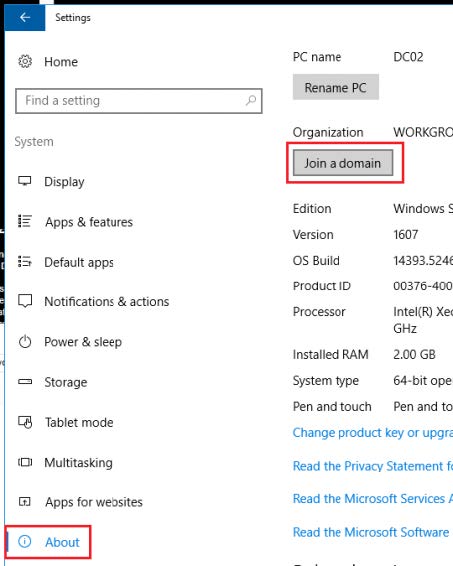 Settings
Home
Find a setting
System
Display
Apps & features
Default apps
Notifications & actions
Power & sleep
Storage
Tablet mode
Multitasking
Apps for websites
About
PC name DC02
Rename PC
Organization WORKGRO
Join a domain
Edition Windows S
Version 1607
OS Build 14393.5246
Product ID 00376-400
Processor Intel(R) Xeo
GHz
Installed RAM 2.00 GB
System type 64-bit ope
Pen and touch Pen and to
Change product key or upgra
Read the Privacy Statement fo
Read the Microsoft Services A
Read the Microsoft Software